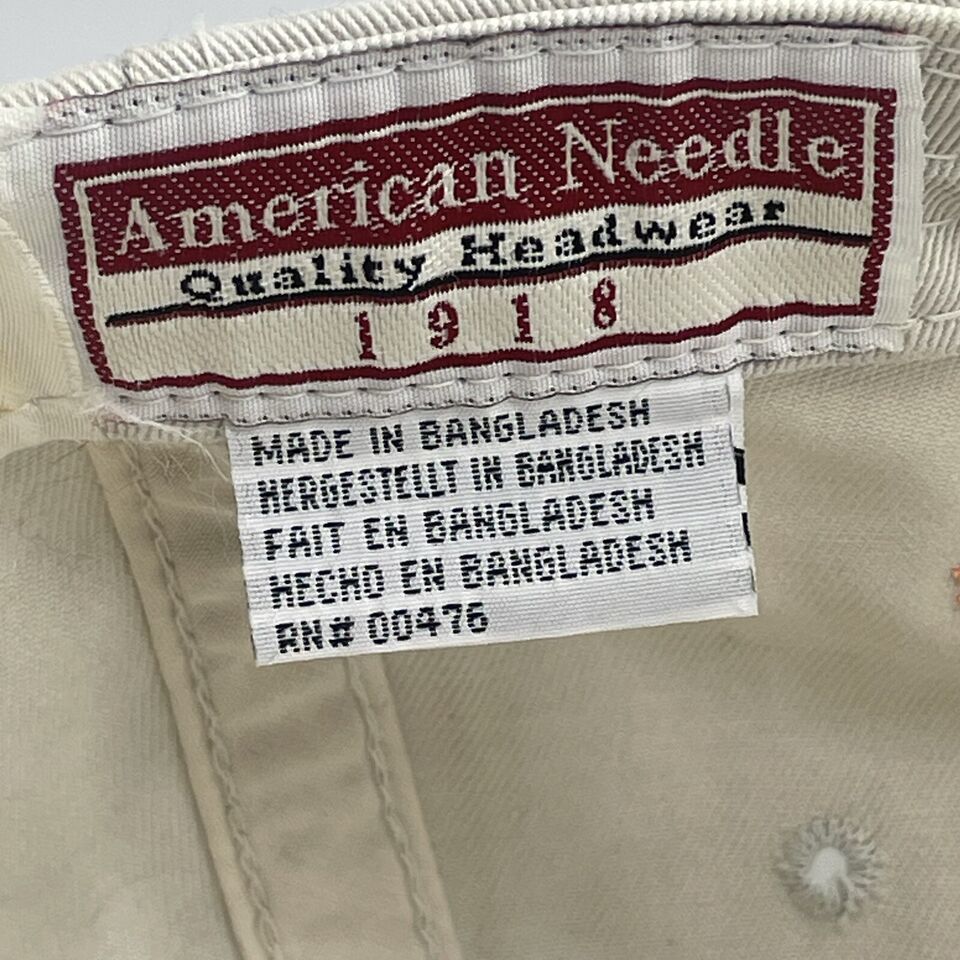 American Needle
Quality Headwear
1918
MADE IN BANGLADESH
HERGESTELLT IN BANGLADESH
FAIT EN BANGLADESH
HECHO EN BANGLADESH
RN# 00476